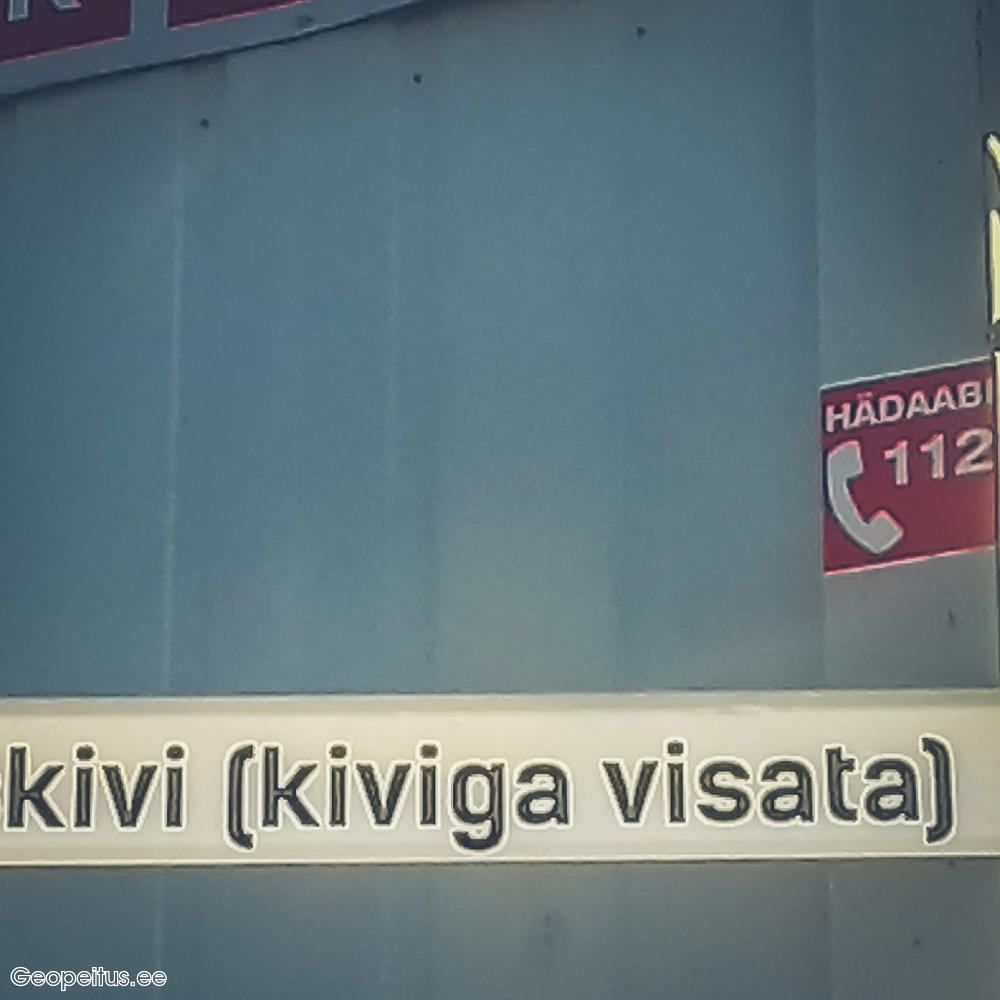 HÄDAABI
112
kivi (kiviga visata)
Geopeitus.ee